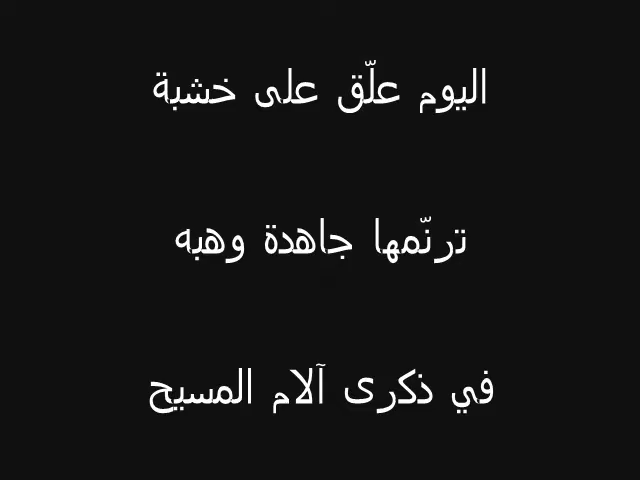 اليوم علّق على خشبة
ترنّمها جاهدة وهبه
في ذكرى آلام المسيح